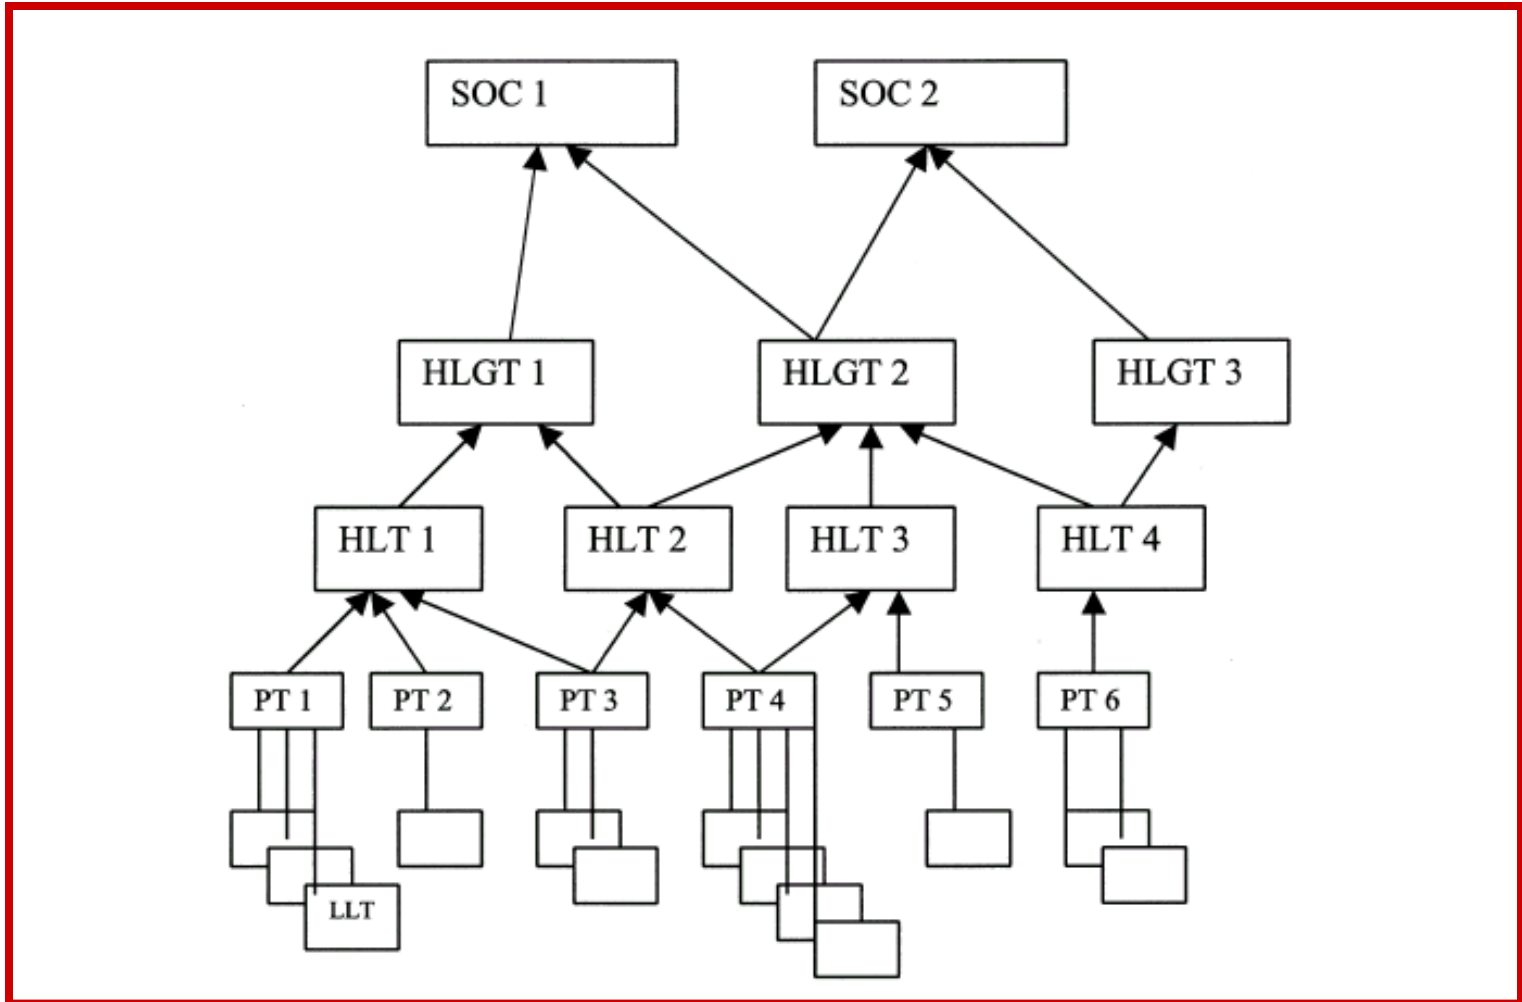 SOC 1
SOC 2
HLGT 1
HLGT 2
HLGT 3
HLT 1
HLT 2
HLT 3
HLT 4
PT 1
PT 2
PT 3
PT 4
PT 5
PT 6
LLT